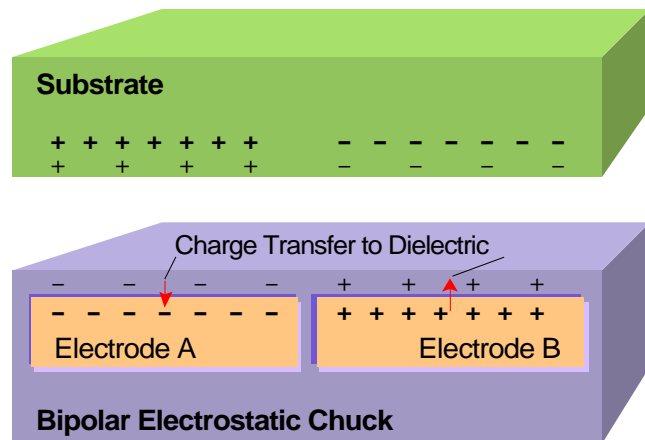 Substrate
+ + + + + + + − − − − − − −
+ + + + − − − −
Charge Transfer to Dielectric
− − − − + + + +
− − − − − − − + + + + + + +
Electrode A Electrode B
Bipolar Electrostatic Chuck